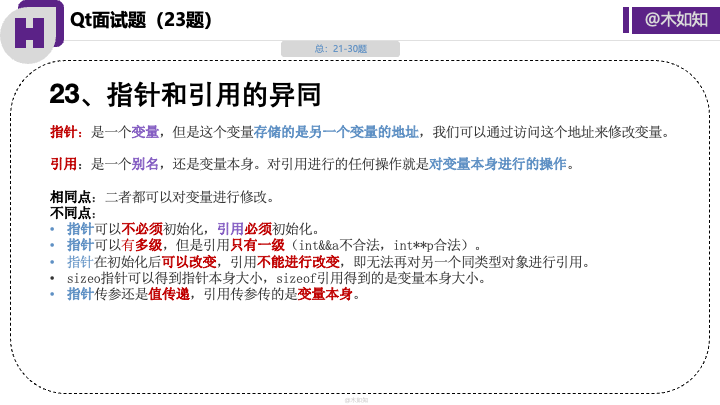 H
Qt面试题（23题）
@木如知
总：21-30题
23、指针和引用的异同
指针：是一个变量，但是这个变量存储的是另一个变量的地址，我们可以通过访问这个地址来修改变量。
引用：是一个别名，还是变量本身。对引用进行的任何操作就是对变量本身进行的操作。
相同点：二者都可以对变量进行修改。
不同点：
• 指针可以不必须初始化，引用必须初始化。
• 指针可以有多级，但是引用只有一级（int&&a不合法，int**p合法）。
• 指针在初始化后可以改变，引用不能进行改变，即无法再对另一个同类型对象进行引用。
• sizeo指针可以得到指针本身大小，sizeof引用得到的是变量本身大小。
• 指针传参还是值传递，引用传参传的是变量本身。
@木如知